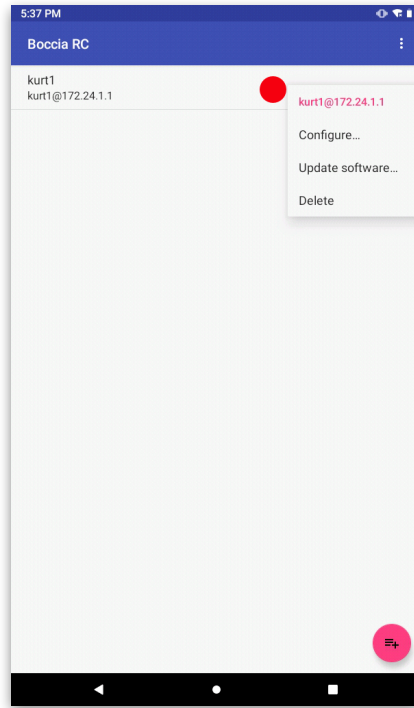 5:37 PM
Boccia RC
kurt1
kurt1@172.24.1.1
kurt1@172.24.1.1
Configure...
Update software...
Delete